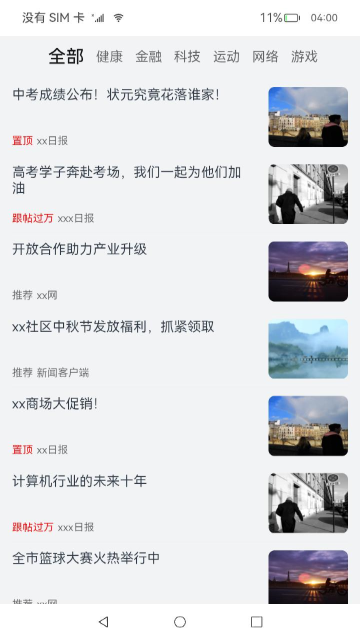 没有 SIM 卡 11% 04:00
全部 健康 金融 科技 运动 网络 游戏
中考成绩公布！状元究竟花落谁家！
置顶 xx日报
高考学子奔赴考场，我们一起为他们加
油
跟帖过万 xxx日报
开放合作助力产业升级
推荐 xx网
xx社区中秋节发放福利，抓紧领取
推荐 新闻客户端
xx商场大促销！
置顶 xx日报
计算机行业的未来十年
跟帖过万 xxx日报
全市篮球大赛火热举行中
推荐 xx网